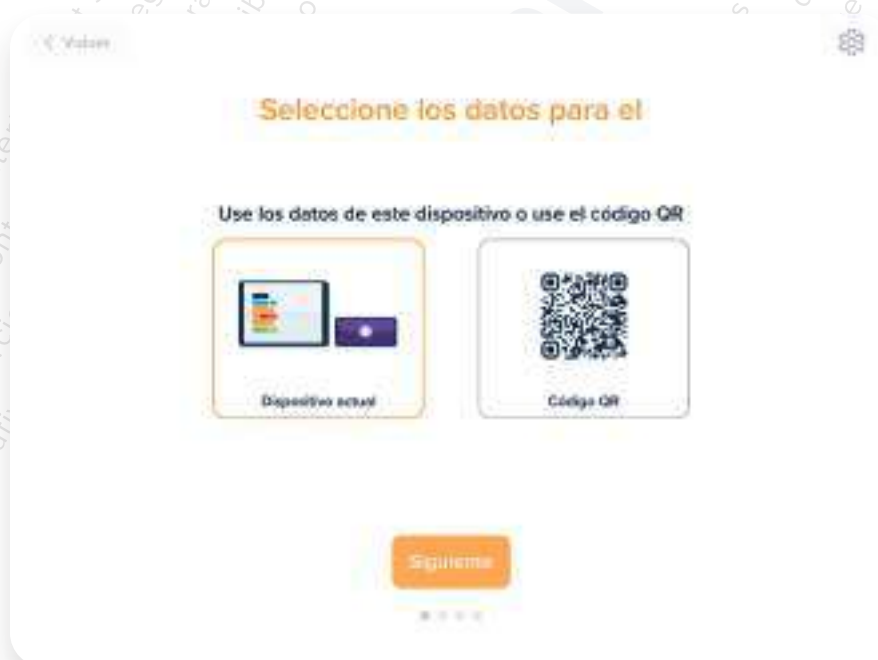 < Volver
Seleccione los datos para el
Use los datos de este dispositivo o use el código QR
Dispositivo actual
Código QR
Siguiente